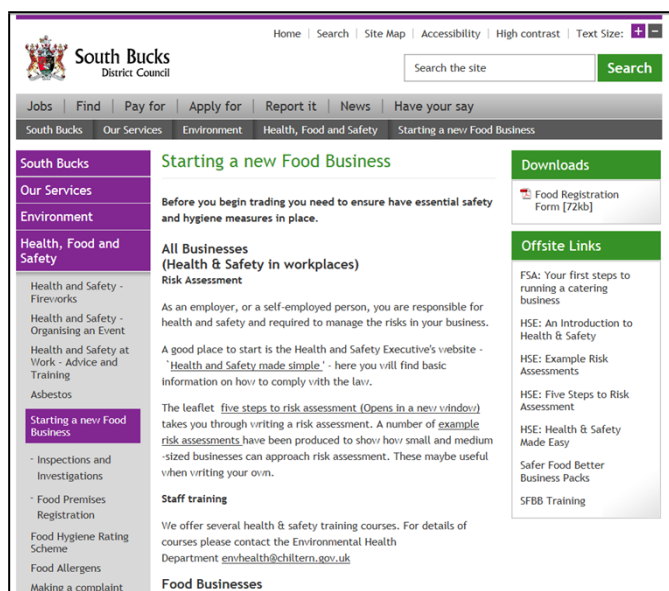 Home | Search | Site Map | Accessibility | High contrast | Text Size: + -
South Bucks
District Council
Search the site
Search
Jobs | Find | Pay for | Apply for | Report it | News | Have your say
South Bucks Our Services Environment Health, Food and Safety Starting a new Food Business
South Bucks
Our Services
Environment
Health, Food and
Safety
Health and Safety -
Fireworks
Health and Safety -
Organising an Event
Health and Safety at
Work - Advice and
Training
Asbestos
Starting a new Food
Business
- Inspections and
Investigations
- Food Premises
Registration
Food Hygiene Rating
Scheme
Food Allergens
Making a complaint
Starting a new Food Business
Before you begin trading you need to ensure have essential safety
and hygiene measures in place.
All Businesses
(Health & Safety in workplaces)
Risk Assessment
As an employer, or a self-employed person, you are responsible for
health and safety and required to manage the risks in your business.
A good place to start is the Health and Safety Executive's website -
`Health and Safety made simple ' - here you will find basic
information on how to comply with the law.
The leaflet five steps to risk assessment (Opens in a new window)
takes you through writing a risk assessment. A number of example
risk assessments have been produced to show how small and medium
-sized businesses can approach risk assessment. These maybe useful
when writing your own.
Staff training
We offer several health & safety training courses. For details of
courses please contact the Environmental Health
Department envhealth@chiltern.gov.uk
Food Businesses
Downloads
Food Registration
Form [72kb]
Offsite Links
FSA: Your first steps to
running a catering
business
HSE: An Introduction to
Health & Safety
HSE: Example Risk
Assessments
HSE: Five Steps to Risk
Assessment
HSE: Health & Safety
Made Easy
Safer Food Better
Business Packs
SFBB Training